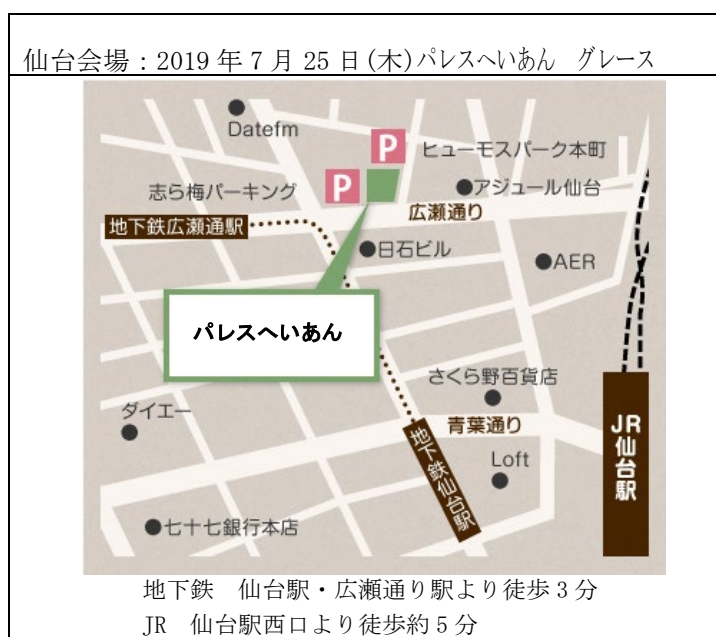 仙台会場：2019年7月25日(木)パレスへいあん　グレース
Datefm
P
ヒューモスパーク本町
志ら梅パーキング
P
アジュール仙台
広瀬通り
地下鉄広瀬通駅
日石ビル
AER
パレスへいあん
さくら野百貨店
ダイエー
青葉通り
JR仙台駅
地下鉄仙台駅
Loft
七十七銀行本店
地下鉄　仙台駅・広瀬通り駅より徒歩3分
JR　仙台駅西口より徒歩約5分